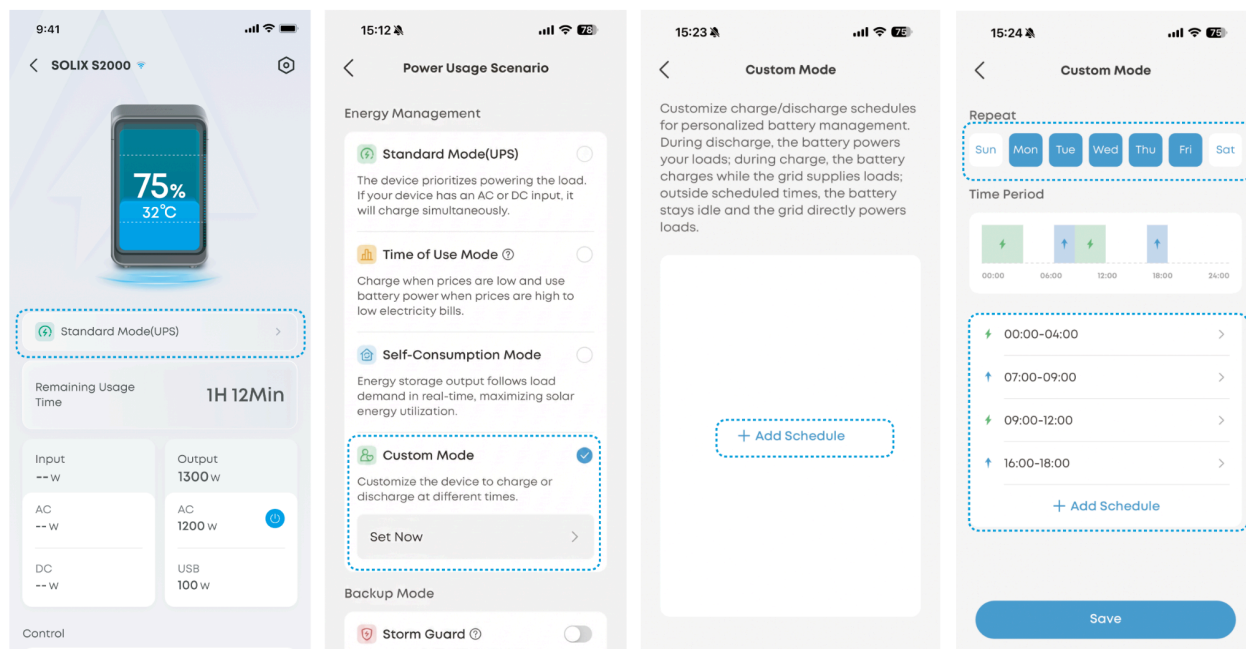 9:41
SOLIX S2000
75%
32°C
Standard Mode(UPS)
Remaining Usage
Time
1H 12Min
Input
-- W
Output
1300 W
AC
-- W
AC
1200 W
DC
-- W
USB
100 W
Control
15:12
78
Power Usage Scenario
Energy Management
Standard Mode(UPS)
The device prioritizes powering the load.
If your device has an AC or DC input, it
will charge simultaneously.
Time of Use Mode ?
Charge when prices are low and use
battery power when prices are high to
low electricity bills.
Self-Consumption Mode
Energy storage output follows load
demand in real-time, maximizing solar
energy utilization.
Custom Mode
Customize the device to charge or
discharge at different times.
Set Now
Backup Mode
Storm Guard ?
15:23
75
Custom Mode
Customize charge/discharge schedules
for personalized battery management.
During discharge, the battery powers
your loads; during charge, the battery
charges while the grid supplies loads;
outside scheduled times, the battery
stays idle and the grid directly powers
loads.
+ Add Schedule
15:24
75
Custom Mode
Repeat
Sun Mon Tue Wed Thu Fri Sat
Time Period
00:00 06:00 12:00 18:00 24:00
00:00-04:00
07:00-09:00
09:00-12:00
16:00-18:00
+ Add Schedule
Save